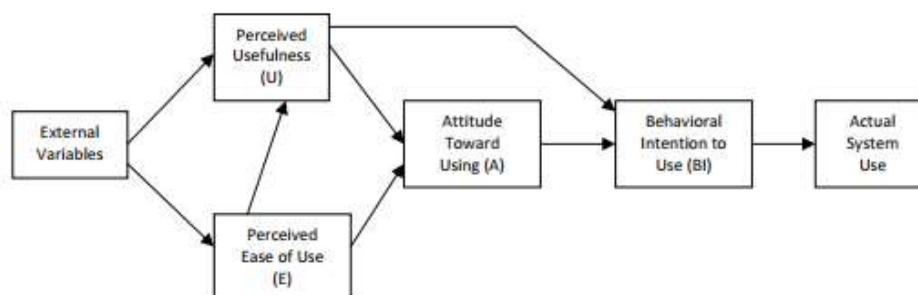 Perceived
Usefulness
(U)
External
Variables
Perceived
Ease of Use
(E)
Attitude
Toward
Using (A)
Behavioral
Intention to
Use (BI)
Actual
System
Use